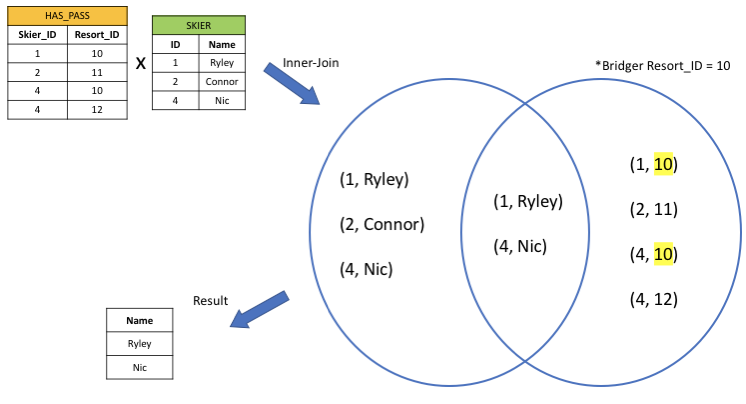 HAS_PASS
Skier_ID Resort_ID
1 10
2 11
4 10
4 12
X
SKIER
ID Name
1 Ryley
2 Connor
4 Nic
Inner-Join
*Bridger Resort_ID = 10
(1, Ryley)
(2, Connor)
(4, Nic)
(1, Ryley)
(4, Nic)
(1, 10)
(2, 11)
(4, 10)
(4, 12)
Result
Name
Ryley
Nic